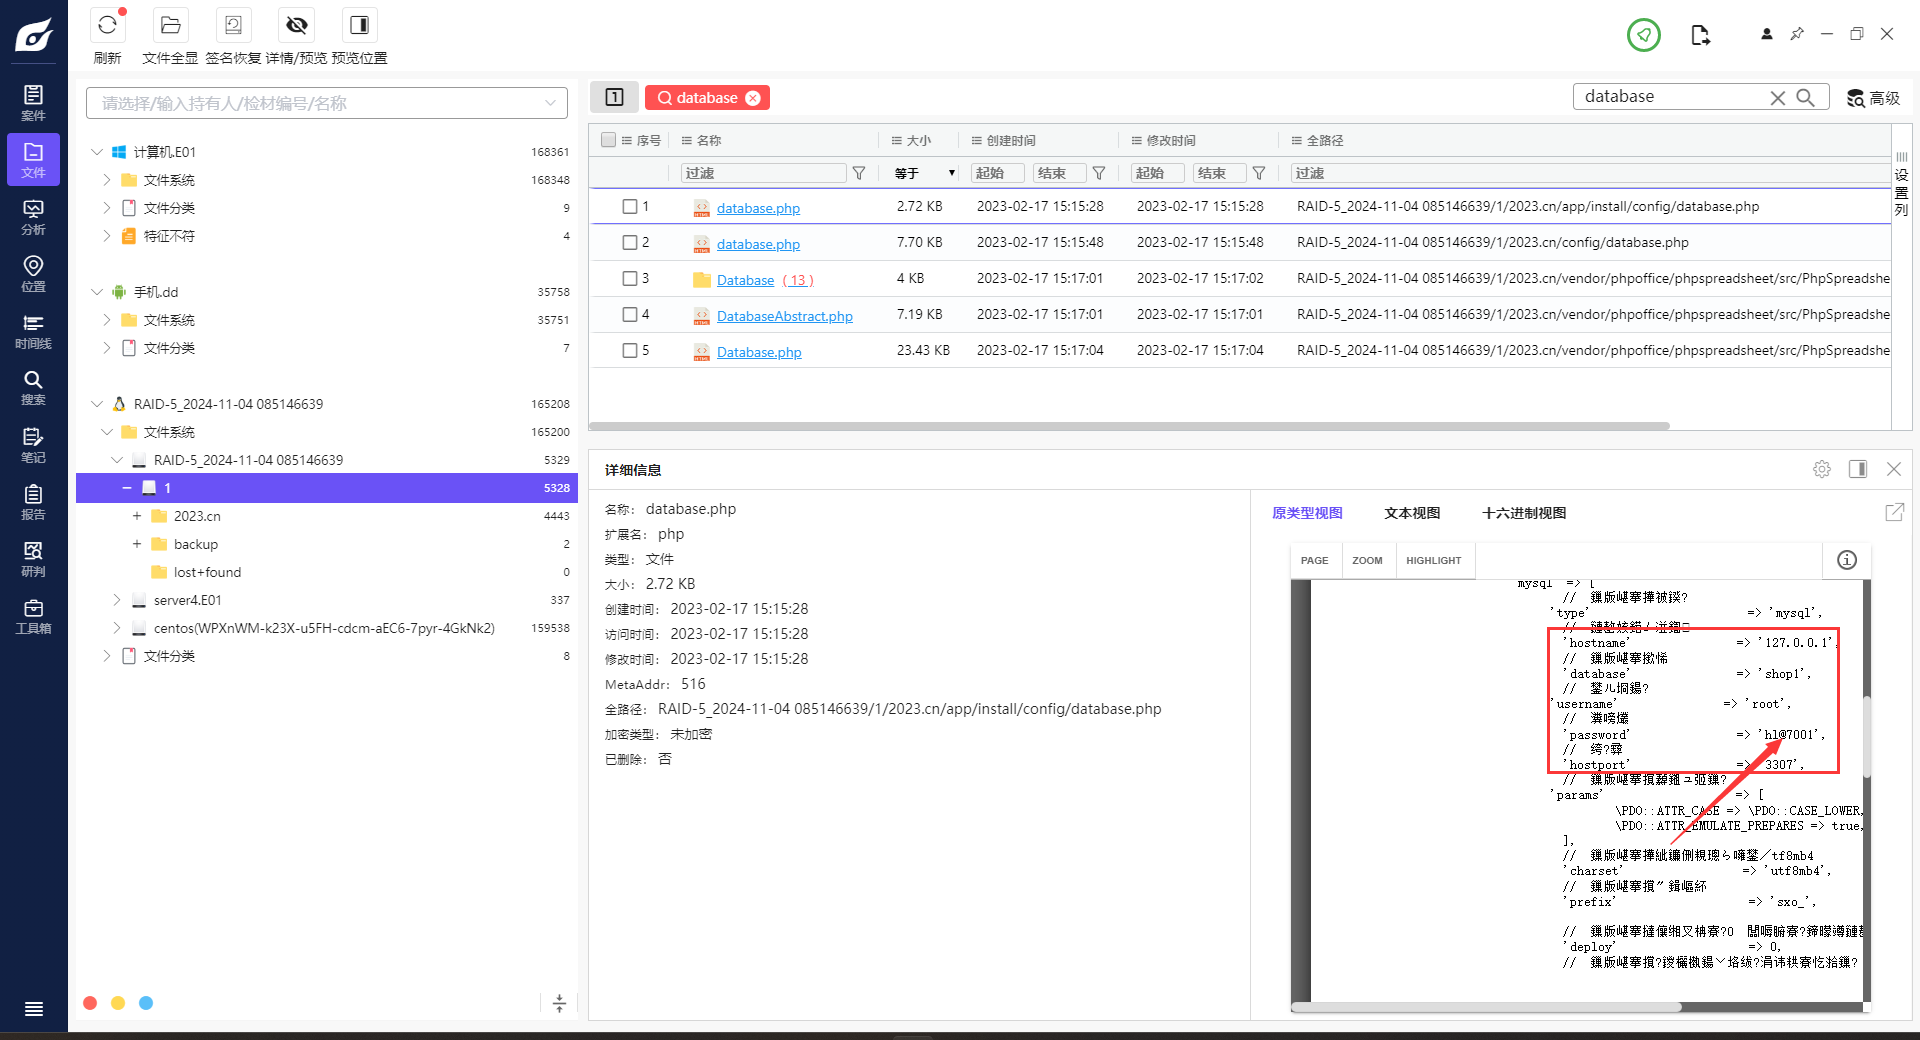 刷新
文件全显
签名恢复
详情/预览
预览位置
案件
文件
分析
位置
时间线
搜索
笔记
报告
研判
工具箱
请选择/输入持有人/检材编号/名称
计算机.E01 168361
文件系统 168348
文件分类 9
特征不符 4
手机.dd 35758
文件系统 35751
文件分类 7
RAID-5_2024-11-04 085146639 165208
文件系统 165200
RAID-5_2024-11-04 085146639 5329
1 5328
2023.cn 4443
backup 2
lost+found 0
server4.E01 337
centos(WPXnWM-k23X-u5FH-cdcm-aEC6-7pyr-4GkNk2) 159538
文件分类 8
1 database
database
高级
序号 名称 大小 创建时间 修改时间 全路径
过滤 等于 起始 结束 起始 结束 过滤
设置列
1 database.php 2.72 KB 2023-02-17 15:15:28 2023-02-17 15:15:28 RAID-5_2024-11-04 085146639/1/2023.cn/app/install/config/database.php
2 database.php 7.70 KB 2023-02-17 15:15:48 2023-02-17 15:15:48 RAID-5_2024-11-04 085146639/1/2023.cn/config/database.php
3 Database ( 13 ) 4 KB 2023-02-17 15:17:01 2023-02-17 15:17:02 RAID-5_2024-11-04 085146639/1/2023.cn/vendor/phpoffice/phpspreadsheet/src/PhpSpreadshe
4 DatabaseAbstract.php 7.19 KB 2023-02-17 15:17:01 2023-02-17 15:17:01 RAID-5_2024-11-04 085146639/1/2023.cn/vendor/phpoffice/phpspreadsheet/src/PhpSpreadshe
5 Database.php 23.43 KB 2023-02-17 15:17:04 2023-02-17 15:17:04 RAID-5_2024-11-04 085146639/1/2023.cn/vendor/phpoffice/phpspreadsheet/src/PhpSpreadshe
详细信息
名称： database.php
扩展名： php
类型： 文件
大小： 2.72 KB
创建时间： 2023-02-17 15:15:28
访问时间： 2023-02-17 15:15:28
修改时间： 2023-02-17 15:15:28
MetaAddr： 516
全路径： RAID-5_2024-11-04 085146639/1/2023.cn/app/install/config/database.php
加密类型： 未加密
已删除： 否
原类型视图 文本视图 十六进制视图
PAGE ZOOM HIGHLIGHT
mysql => [
//
'type' => 'mysql',
//
'hostname' => '127.0.0.1',
//
'database' => 'shop1',
//
'username' => 'root',
//
'password' => 'hl@7001',
//
'hostport' => '3307',
//
'params' => [
\PDO::ATTR_CASE => \PDO::CASE_LOWER,
\PDO::ATTR_EMULATE_PREPARES => true,
],
// tf8mb4
'charset' => 'utf8mb4',
//
'prefix' => 'sxo_',
//
'deploy' => 0,
//